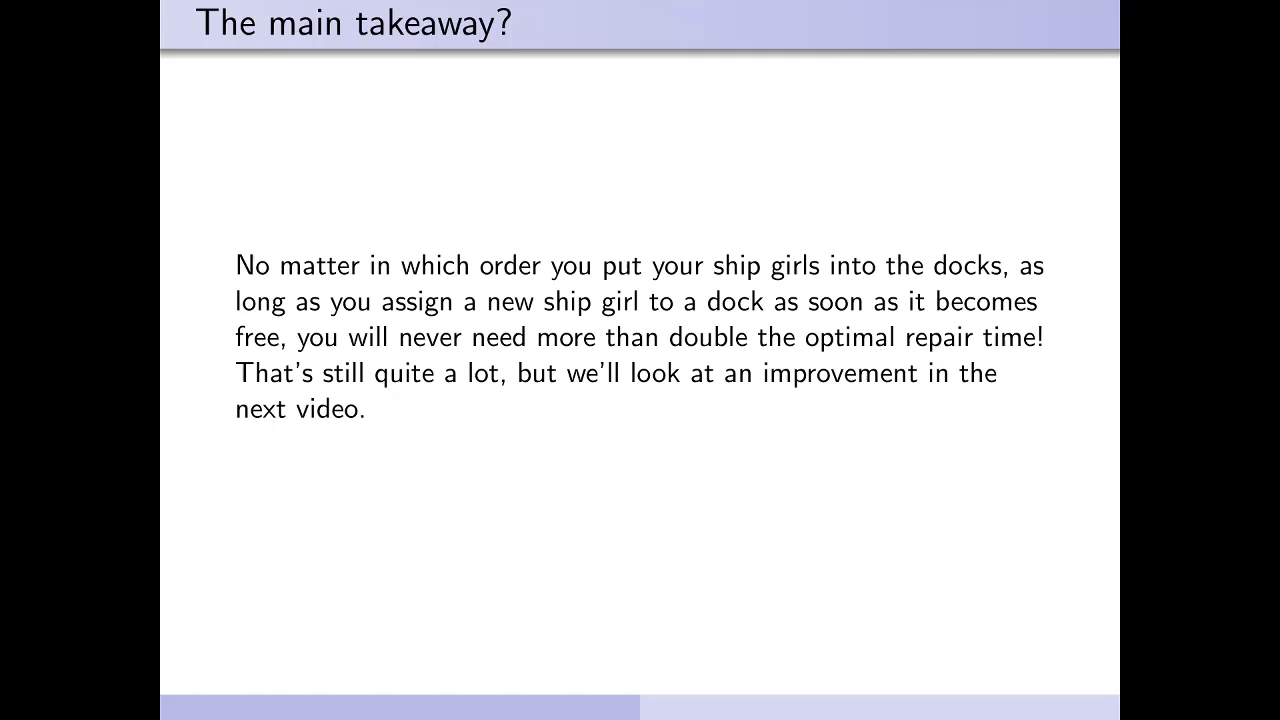 The main takeaway?
No matter in which order you put your ship girls into the docks, as
long as you assign a new ship girl to a dock as soon as it becomes
free, you will never need more than double the optimal repair time!
That's still quite a lot, but we'll look at an improvement in the
next video.